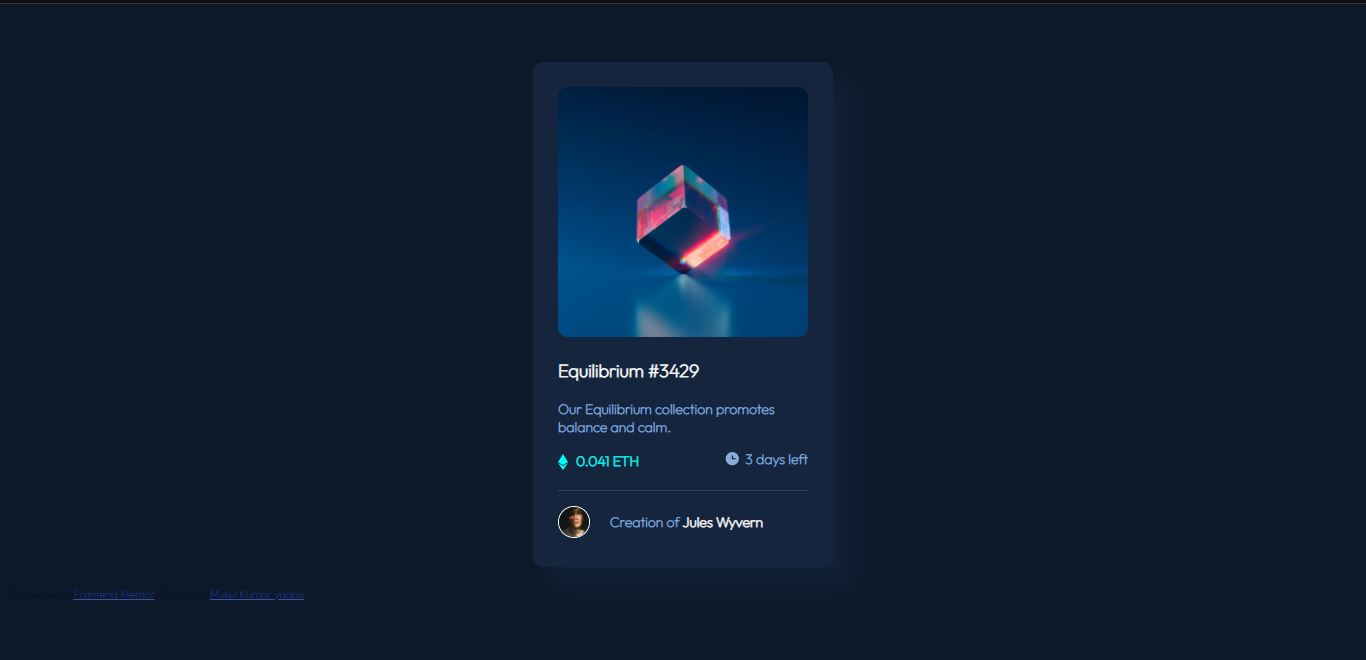 Equilibrium #3429
Our Equilibrium collection promotes
balance and calm.
0.041 ETH
3 days left
Creation of Jules Wyvern
Challenge by Frontend Mentor. Coded by Mukul Kumar yadav